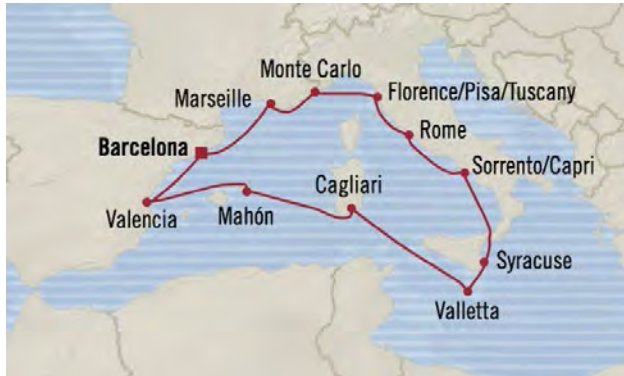 Monte Carlo
Marseille
Florence/Pisa/Tuscany
Rome
Barcelona
Sorrento/Capri
Cagliari
Valencia
Mahón
Syracuse
Valletta